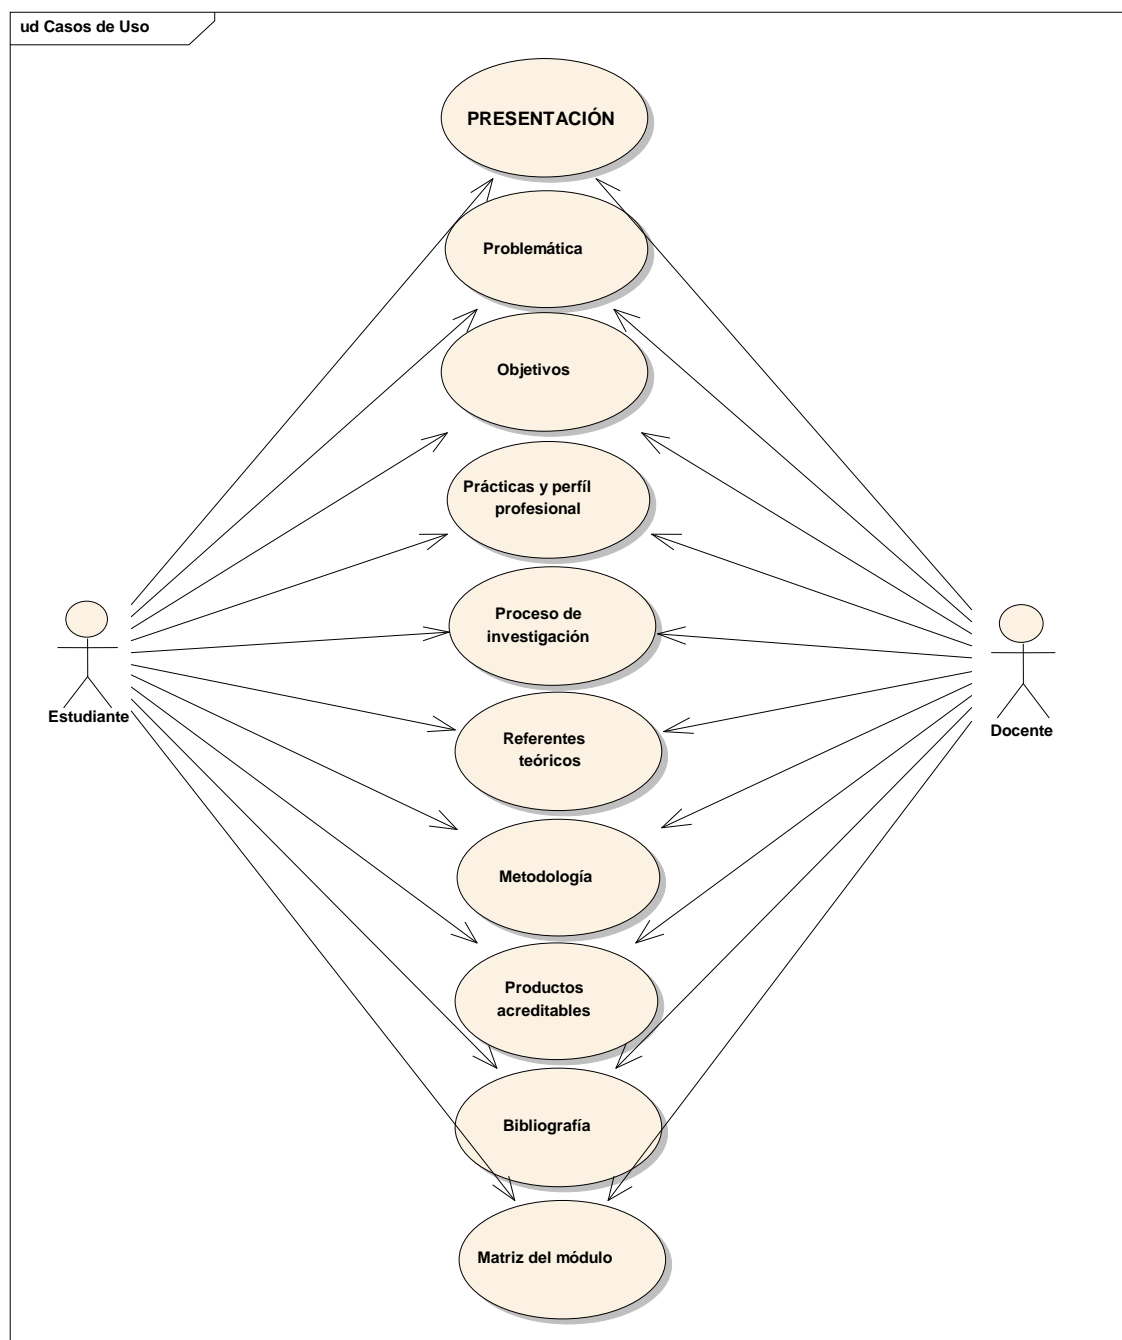 ud Casos de Uso
PRESENTACIÓN
Problemática
Objetivos
Prácticas y perfíl
profesional
Proceso de
investigación
Estudiante
Docente
Referentes
teóricos
Metodología
Productos
acreditables
Bibliografía
Matriz del módulo